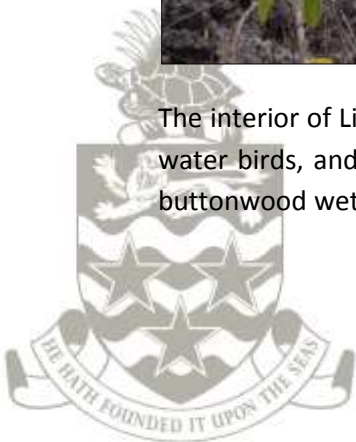 The interior of Li
water birds, and
buttonwood wet
HE HATH FOUNDED IT UPON THE SEAS